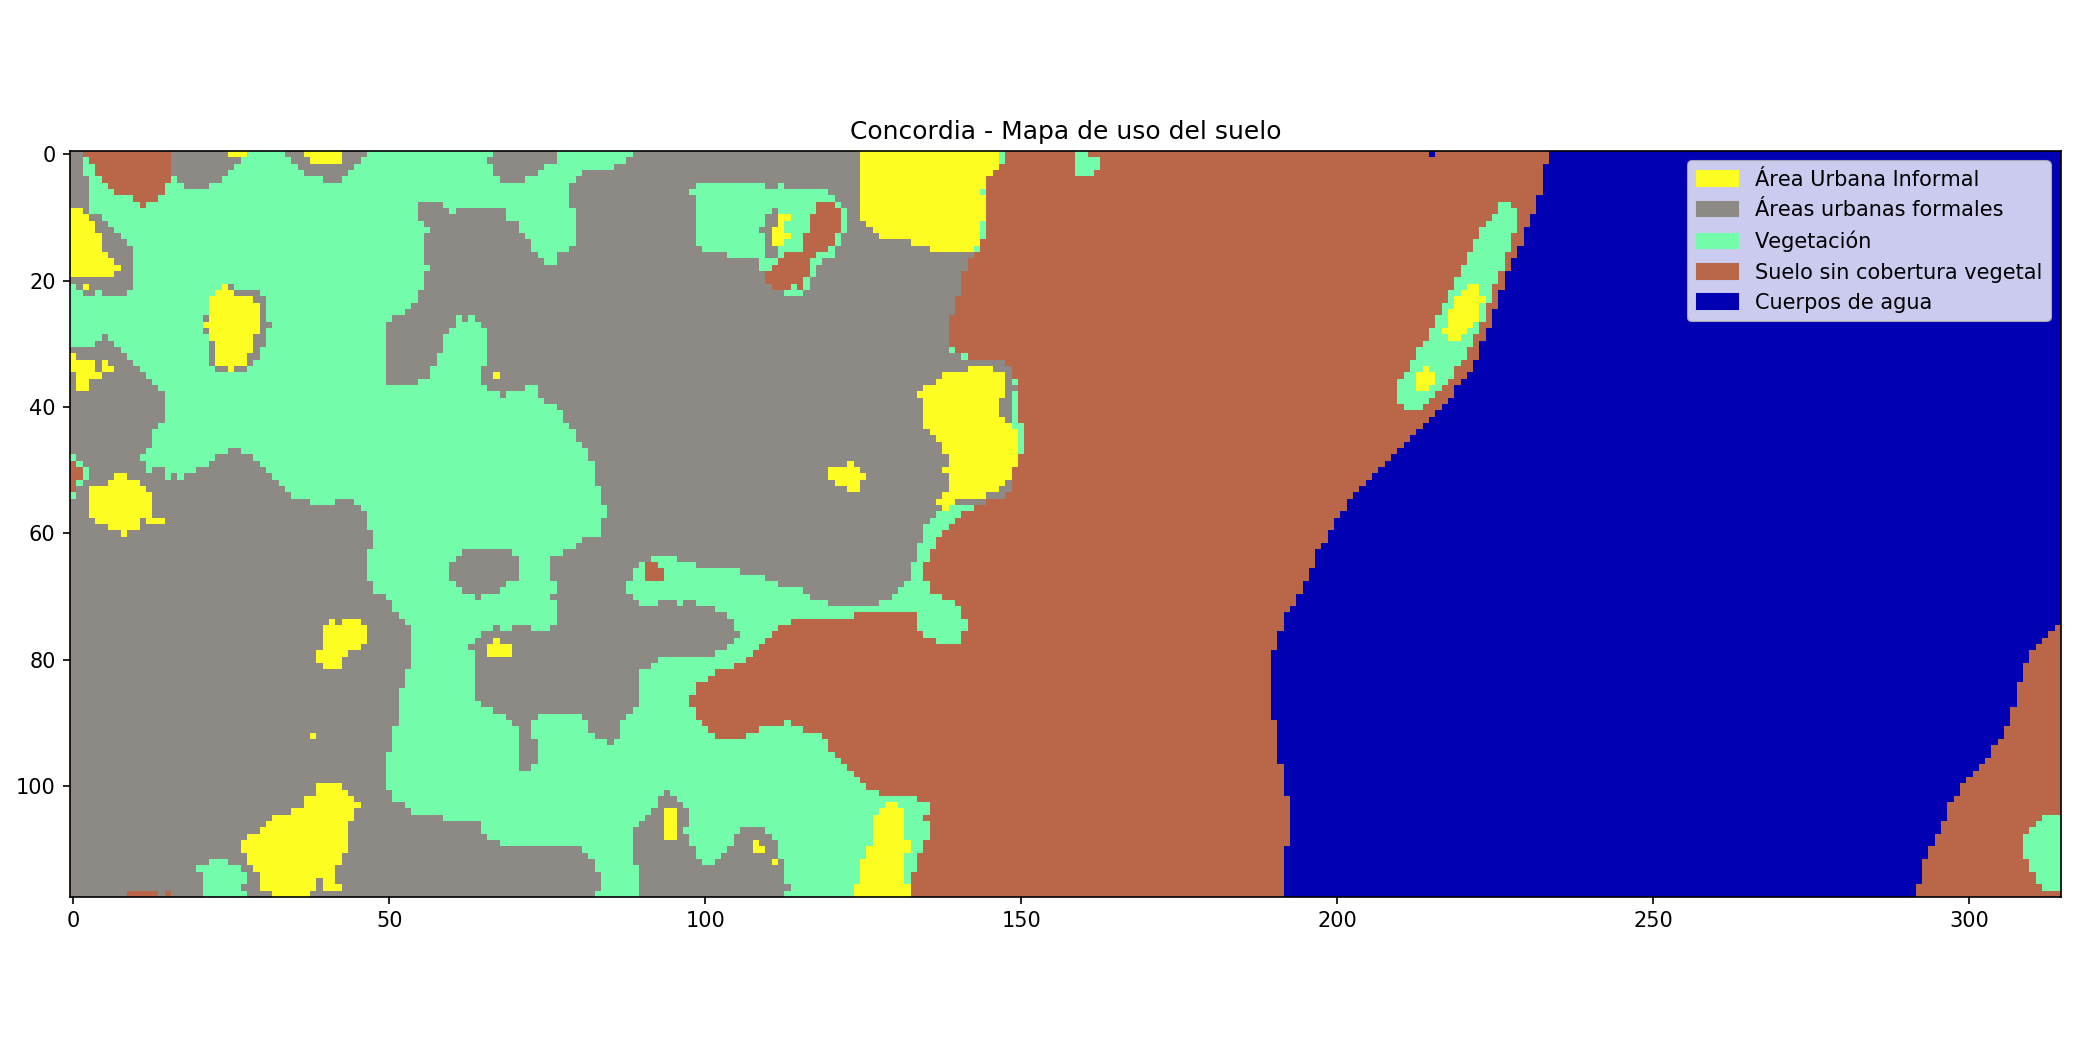 Concordia - Mapa de uso del suelo
Área Urbana Informal
Áreas urbanas formales
Vegetación
Suelo sin cobertura vegetal
Cuerpos de agua
0
20
40
60
80
100
0 50 100 150 200 250 300